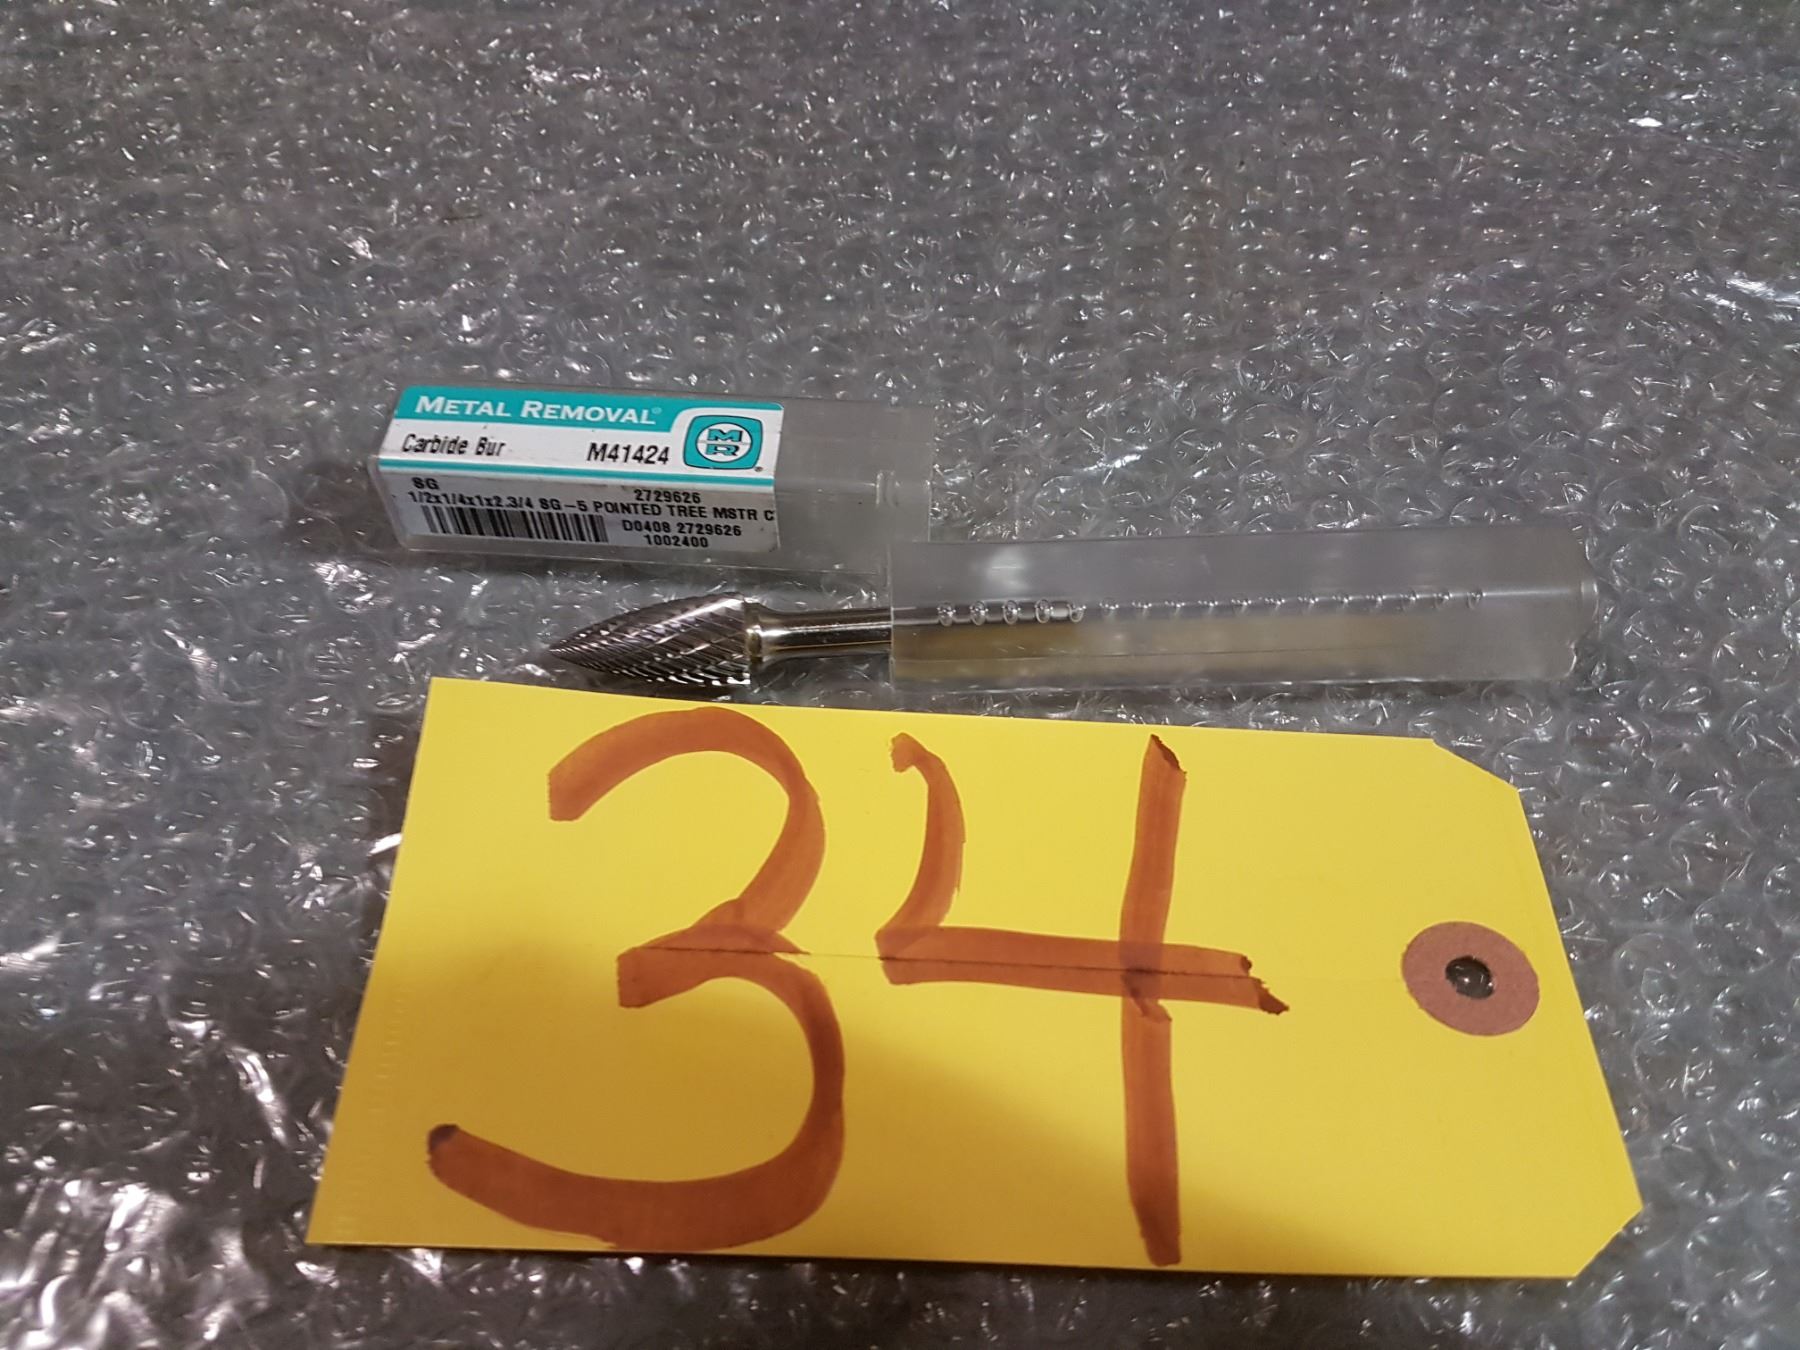 METAL REMOVAL®
Carbide Bur M41424
MR®
SG 2729626
1/2x1/4x1x2.3/4 SG-5 POINTED TREE MSTR C
D0408 2729626
1002400
34